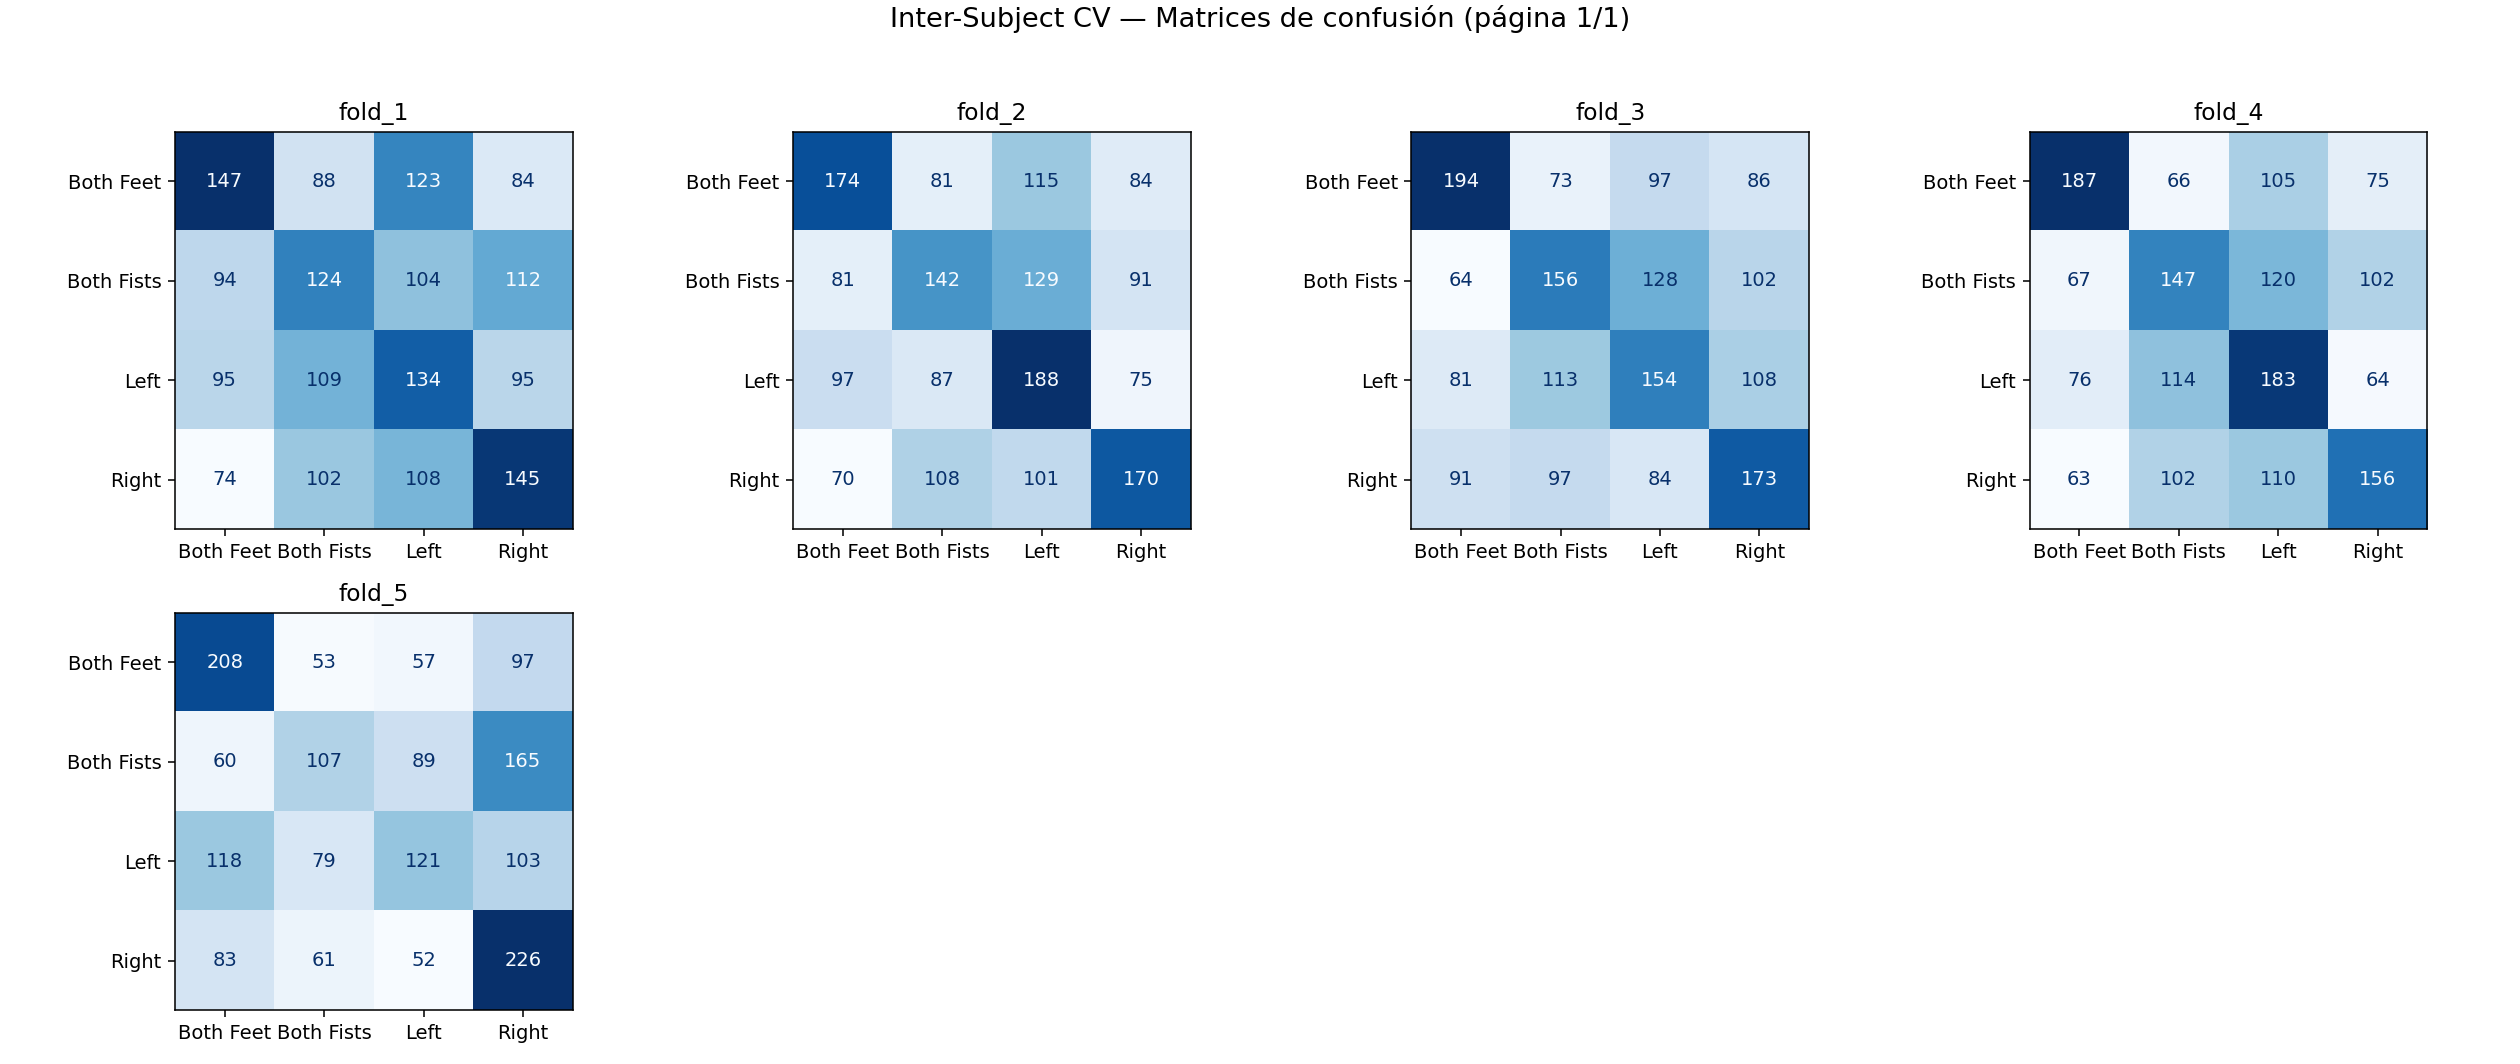 Inter-Subject CV — Matrices de confusión (página 1/1)
fold_1
Both Feet 147 88 123 84
Both Fists 94 124 104 112
Left 95 109 134 95
Right 74 102 108 145
Both Feet Both Fists Left Right
fold_2
Both Feet 174 81 115 84
Both Fists 81 142 129 91
Left 97 87 188 75
Right 70 108 101 170
Both Feet Both Fists Left Right
fold_3
Both Feet 194 73 97 86
Both Fists 64 156 128 102
Left 81 113 154 108
Right 91 97 84 173
Both Feet Both Fists Left Right
fold_4
Both Feet 187 66 105 75
Both Fists 67 147 120 102
Left 76 114 183 64
Right 63 102 110 156
Both Feet Both Fists Left Right
fold_5
Both Feet 208 53 57 97
Both Fists 60 107 89 165
Left 118 79 121 103
Right 83 61 52 226
Both Feet Both Fists Left Right